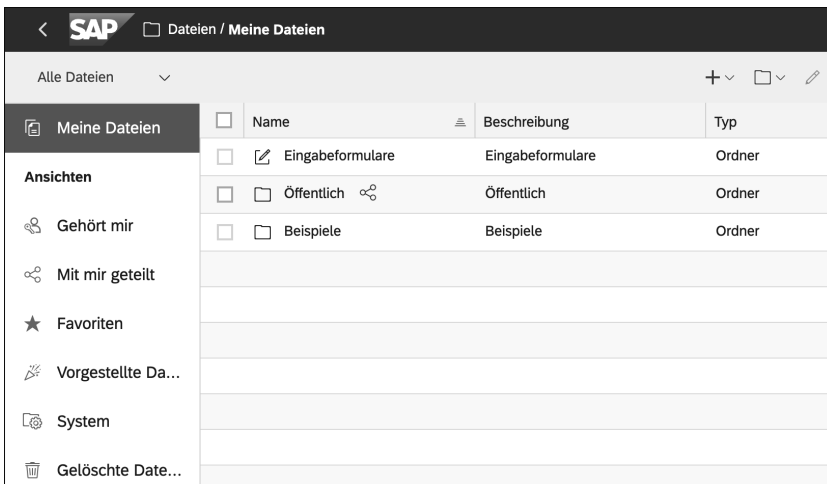 SAP Dateien / Meine Dateien
Alle Dateien
Meine Dateien
Name Beschreibung Typ
Eingabeformulare Eingabeformulare Ordner
Ansichten
Öffentlich Öffentlich Ordner
Gehört mir
Beispiele Beispiele Ordner
Mit mir geteilt
Favoriten
Vorgestellte Da...
System
Gelöschte Date...